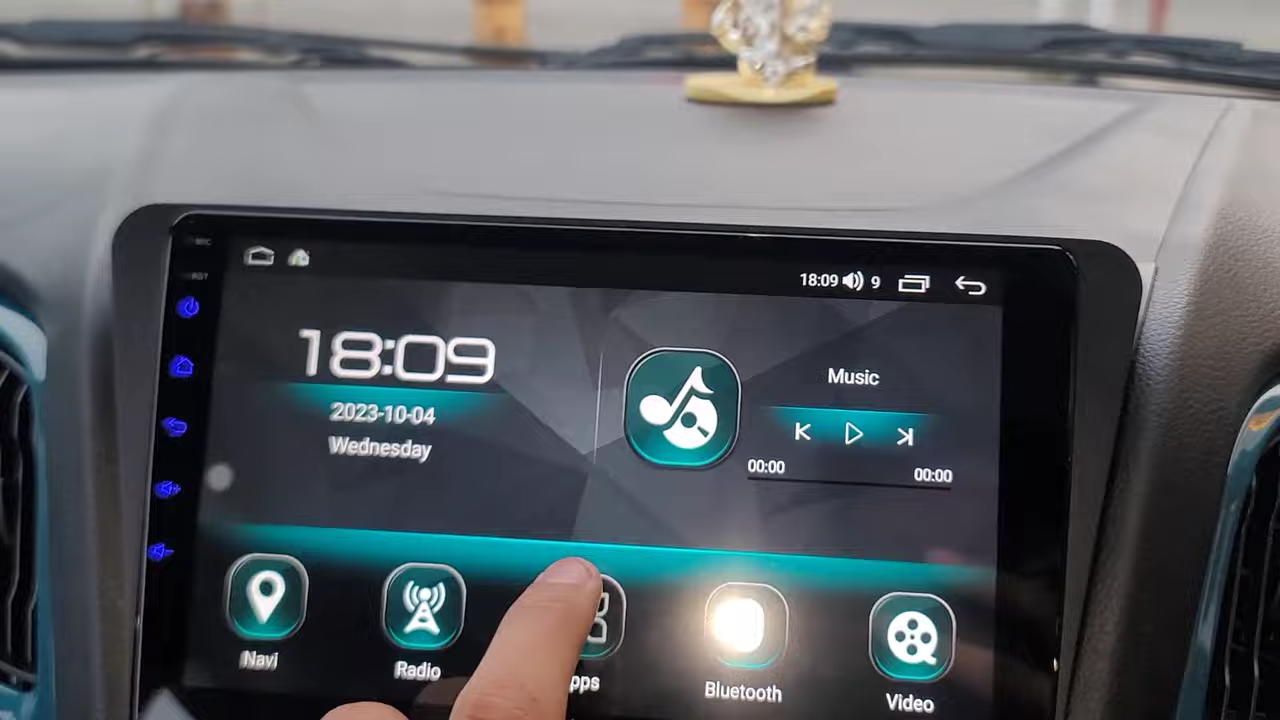 18:09 9
18:09
2023-10-04
Wednesday
Music
00:00 00:00
Navi
Radio
pps
Bluetooth
Video